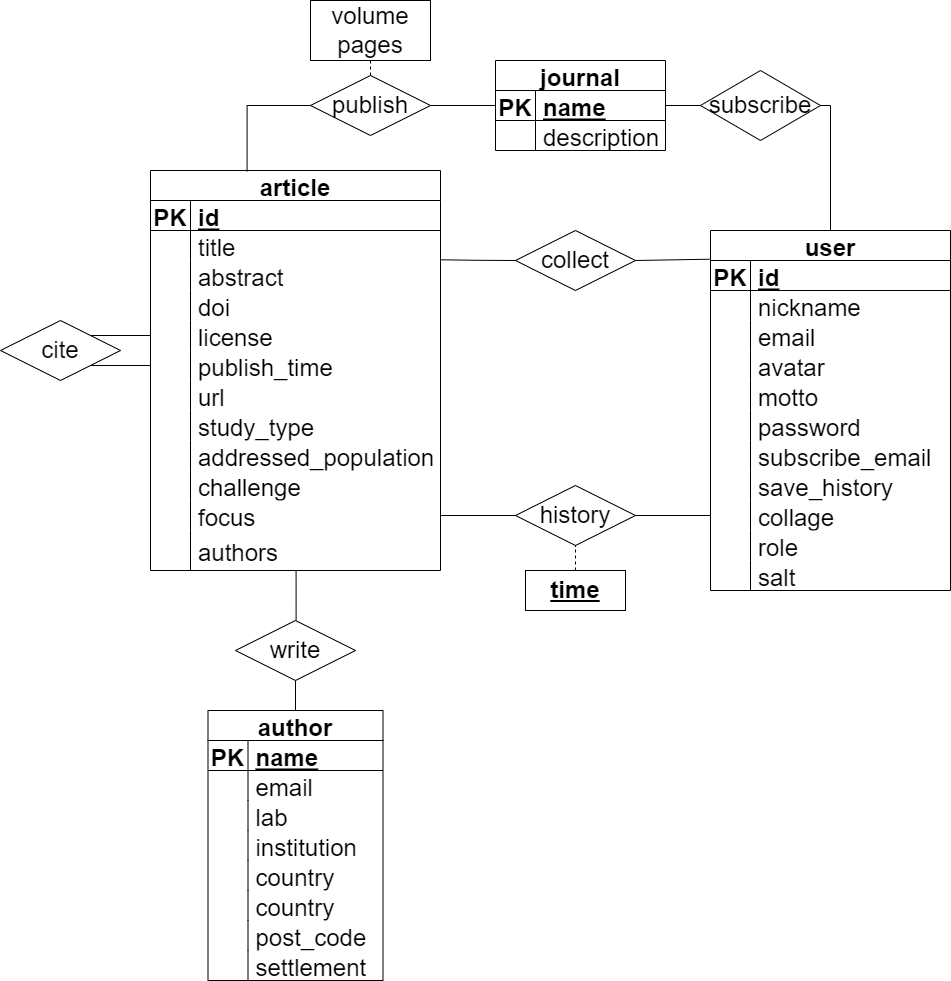 volume
pages
publish
journal
PK name
description
subscribe
article
PK id
title
abstract
doi
license
publish_time
url
study_type
addressed_population
challenge
focus
authors
cite
collect
user
PK id
nickname
email
avatar
motto
password
subscribe_email
save_history
collage
role
salt
history
time
write
author
PK name
email
lab
institution
country
country
post_code
settlement